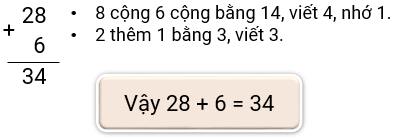 28
+
6
34
• 8 cộng 6 cộng bằng 14, viết 4, nhớ 1.
• 2 thêm 1 bằng 3, viết 3.
Vậy 28 + 6 = 34